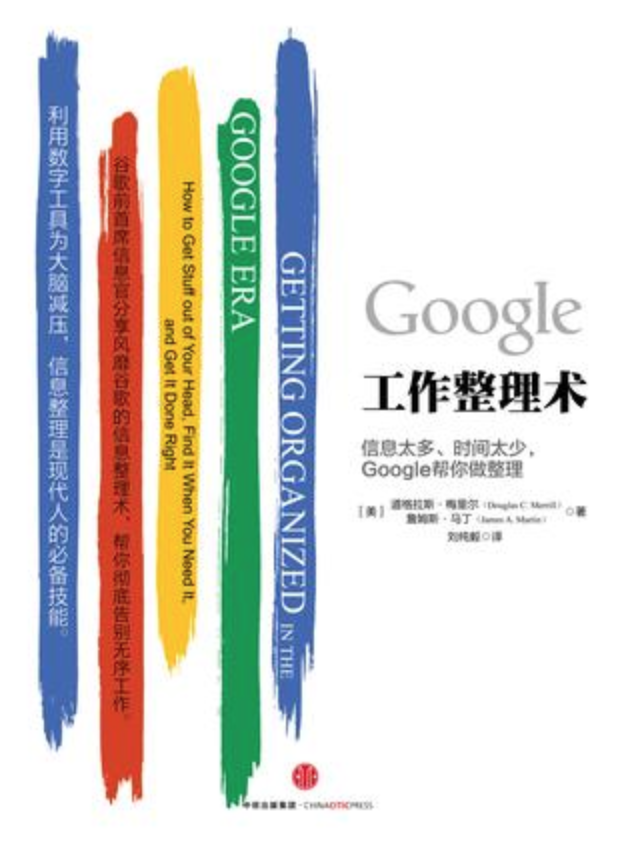 利用数字工具为大脑减压，信息整理是现代人的必备技能。
谷歌前首席信息官分享风靡谷歌的信息整理术，帮你彻底告别无序工作。
How to Get Stuff out of Your Head, Find It When You Need It,
and Get It Done Right
GETTING ORGANIZED IN THE
GOOGLE ERA
Google
工作整理术
信息太多、时间太少，
Google帮你做整理
[美] 道格拉斯·梅里尔（Douglas C. Merrill）
詹姆斯·马丁（James A. Martin） ◎著
刘纯毅◎译
中信出版集团·CHINACITICPRESS